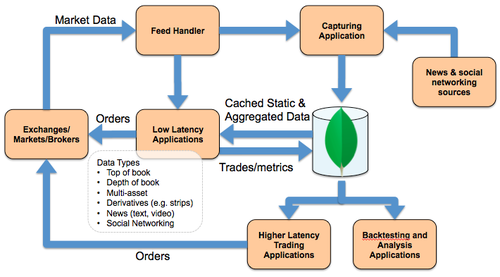 Market Data
Feed Handler
Capturing
Application
News & social
networking
sources
Exchanges/
Markets/Brokers
Orders
Low Latency
Applications
Cached Static &
Aggregated Data
Trades/metrics
Data Types
• Top of book
• Depth of book
• Multi-asset
• Derivatives (e.g. strips)
• News (text, video)
• Social Networking
Higher Latency
Trading
Applications
Backtesting and
Analysis Applications
Orders